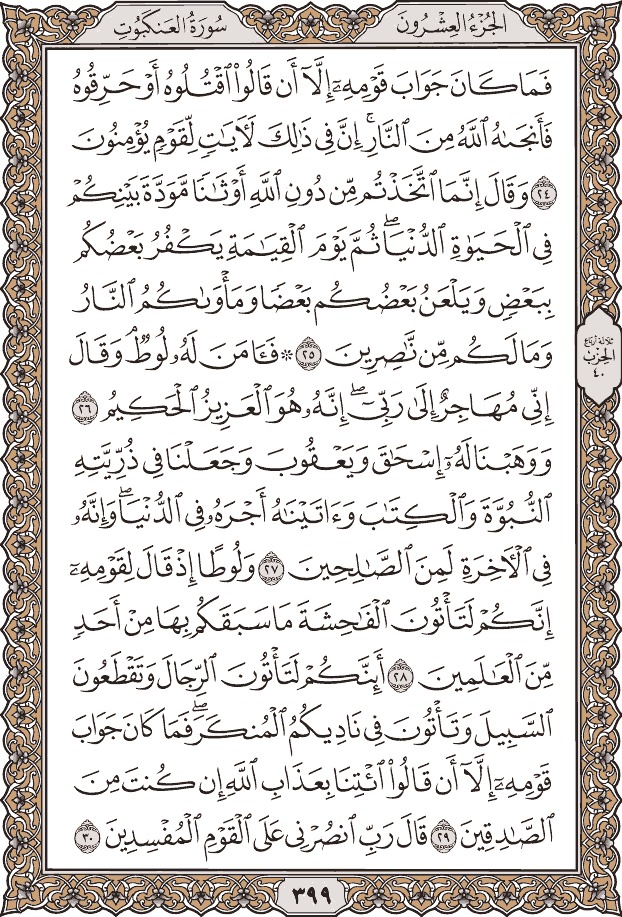 الجُزْءُ العِشْرُونَ
سُورَةُ العَنكَبُوتِ
فَمَا كَانَ جَوَابَ قَوْمِهِۦٓ إِلَّآ أَن قَالُوا۟ ٱقْتُلُوهُ أَوْ حَرِّقُوهُ
فَأَنجَىٰهُ ٱللَّهُ مِنَ ٱلنَّارِ ۚ إِنَّ فِى ذَٰلِكَ لَـَٔايَـٰتٍ لِّقَوْمٍ يُؤْمِنُونَ
٢٤ وَقَالَ إِنَّمَا ٱتَّخَذْتُم مِّن دُونِ ٱللَّهِ أَوْثَـٰنًا مَّوَدَّةَ بَيْنِكُمْ
فِى ٱلْحَيَوٰةِ ٱلدُّنْيَا ۖ ثُمَّ يَوْمَ ٱلْقِيَـٰمَةِ يَكْفُرُ بَعْضُكُم
بِبَعْضٍ وَيَلْعَنُ بَعْضُكُم بَعْضًا وَمَأْوَىٰكُمُ ٱلنَّارُ
وَمَا لَكُم مِّن نَّـٰصِرِينَ ٢٥ ۞ فَـَٔامَنَ لَهُۥ لُوطٌ ۘ وَقَالَ
إِنِّى مُهَاجِرٌ إِلَىٰ رَبِّىٓ ۖ إِنَّهُۥ هُوَ ٱلْعَزِيزُ ٱلْحَكِيمُ ٢٦
وَوَهَبْنَا لَهُۥٓ إِسْحَـٰقَ وَيَعْقُوبَ وَجَعَلْنَا فِى ذُرِّيَّتِهِ
ٱلنُّبُوَّةَ وَٱلْكِتَـٰبَ وَءَاتَيْنَـٰهُ أَجْرَهُۥ فِى ٱلدُّنْيَا ۖ وَإِنَّهُۥ
فِى ٱلْـَٔاخِرَةِ لَمِنَ ٱلصَّـٰلِحِينَ ٢٧ وَلُوطًا إِذْ قَالَ لِقَوْمِهِۦٓ
إِنَّكُمْ لَتَأْتُونَ ٱلْفَـٰحِشَةَ مَا سَبَقَكُم بِهَا مِنْ أَحَدٍ
مِّنَ ٱلْعَـٰلَمِينَ ٢٨ أَئِنَّكُمْ لَتَأْتُونَ ٱلرِّجَالَ وَتَقْطَعُونَ
ٱلسَّبِيلَ وَتَأْتُونَ فِى نَادِيكُمُ ٱلْمُنكَرَ ۖ فَمَا كَانَ جَوَابَ
قَوْمِهِۦٓ إِلَّآ أَن قَالُوا۟ ٱئْتِنَا بِعَذَابِ ٱللَّهِ إِن كُنتَ مِنَ
ٱلصَّـٰدِقِينَ ٢٩ قَالَ رَبِّ ٱنصُرْنِى عَلَى ٱلْقَوْمِ ٱلْمُفْسِدِينَ ٣٠
ثلاثة أرباع
الحزب
٤٠
٣٩٩